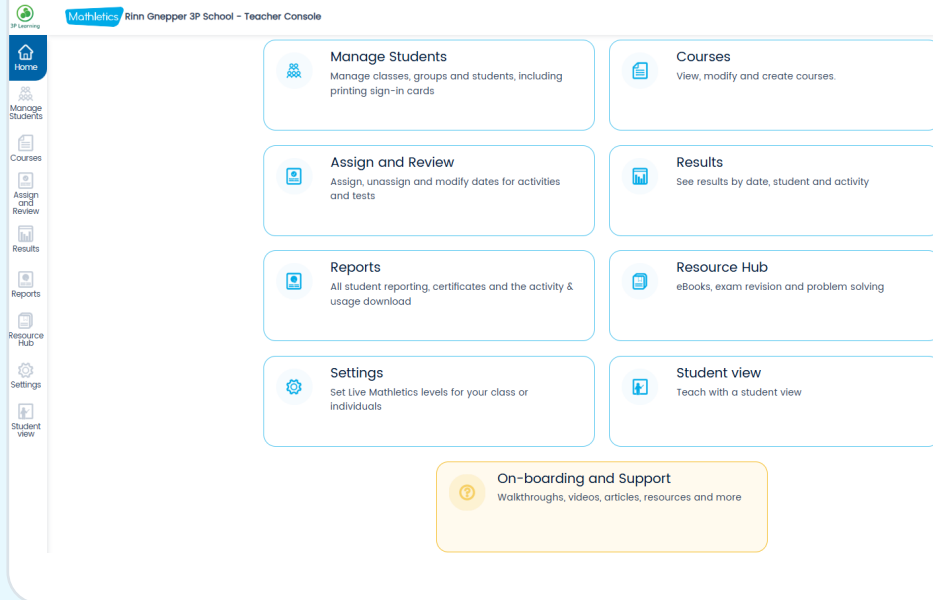 3P Learning
Mathletics
Rinn Gnepper 3P School - Teacher Console
Home
Manage
Students
Courses
Assign
and
Review
Results
Reports
Resource
Hub
Settings
Student
view
Manage Students
Manage classes, groups and students, including
printing sign-in cards
Courses
View, modify and create courses.
Assign and Review
Assign, unassign and modify dates for activities
and tests
Results
See results by date, student and activity
Reports
All student reporting, certificates and the activity &
usage download
Resource Hub
eBooks, exam revision and problem solving
Settings
Set Live Mathletics levels for your class or
individuals
Student view
Teach with a student view
On-boarding and Support
Walkthroughs, videos, articles, resources and more